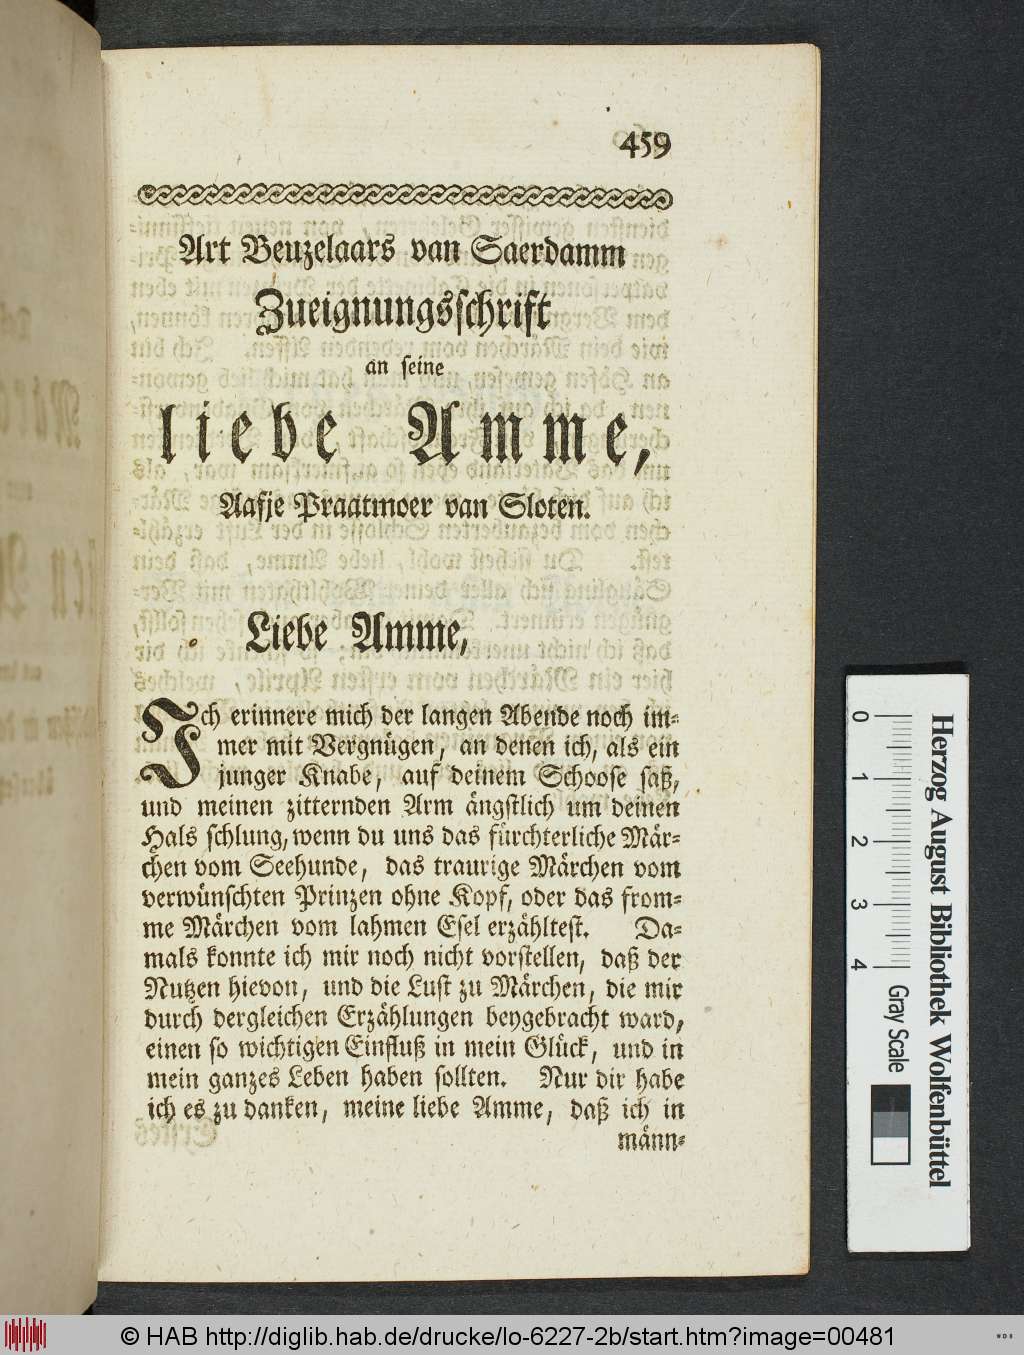 459
Art Beuzelaars van Saerdamm
Zueignungsſchrift
an ſeine
liebe Amme,
Aafje Praatmoer van Sloten.
Liebe Amme,
Ich erinnere mich der langen Abende noch im⸗
mer mit Vergnügen, an denen ich, als ein
junger Knabe, auf deinem Schooſe ſaß,
und meinen zitternden Arm ängſtlich um deinen
Hals ſchlung, wenn du uns das fürchterliche Mär⸗
chen vom Seehunde, das traurige Märchen vom
verwünſchten Prinzen ohne Kopf, oder das from⸗
me Märchen vom lahmen Eſel erzählteſt. Da⸗
mals konnte ich mir noch nicht vorſtellen, daß der
Nutzen hievon, und die Luſt zu Märchen, die mir
durch dergleichen Erzählungen beygebracht ward,
einen ſo wichtigen Einfluß in mein Glück, und in
mein ganzes Leben haben ſollten. Nur dir habe
ich es zu danken, meine liebe Amme, daß ich in
männ⸗
0 1 2 3 4
Gray Scale
Herzog August Bibliothek Wolfenbüttel
© HAB http://diglib.hab.de/drucke/lo-6227-2b/start.htm?image=00481